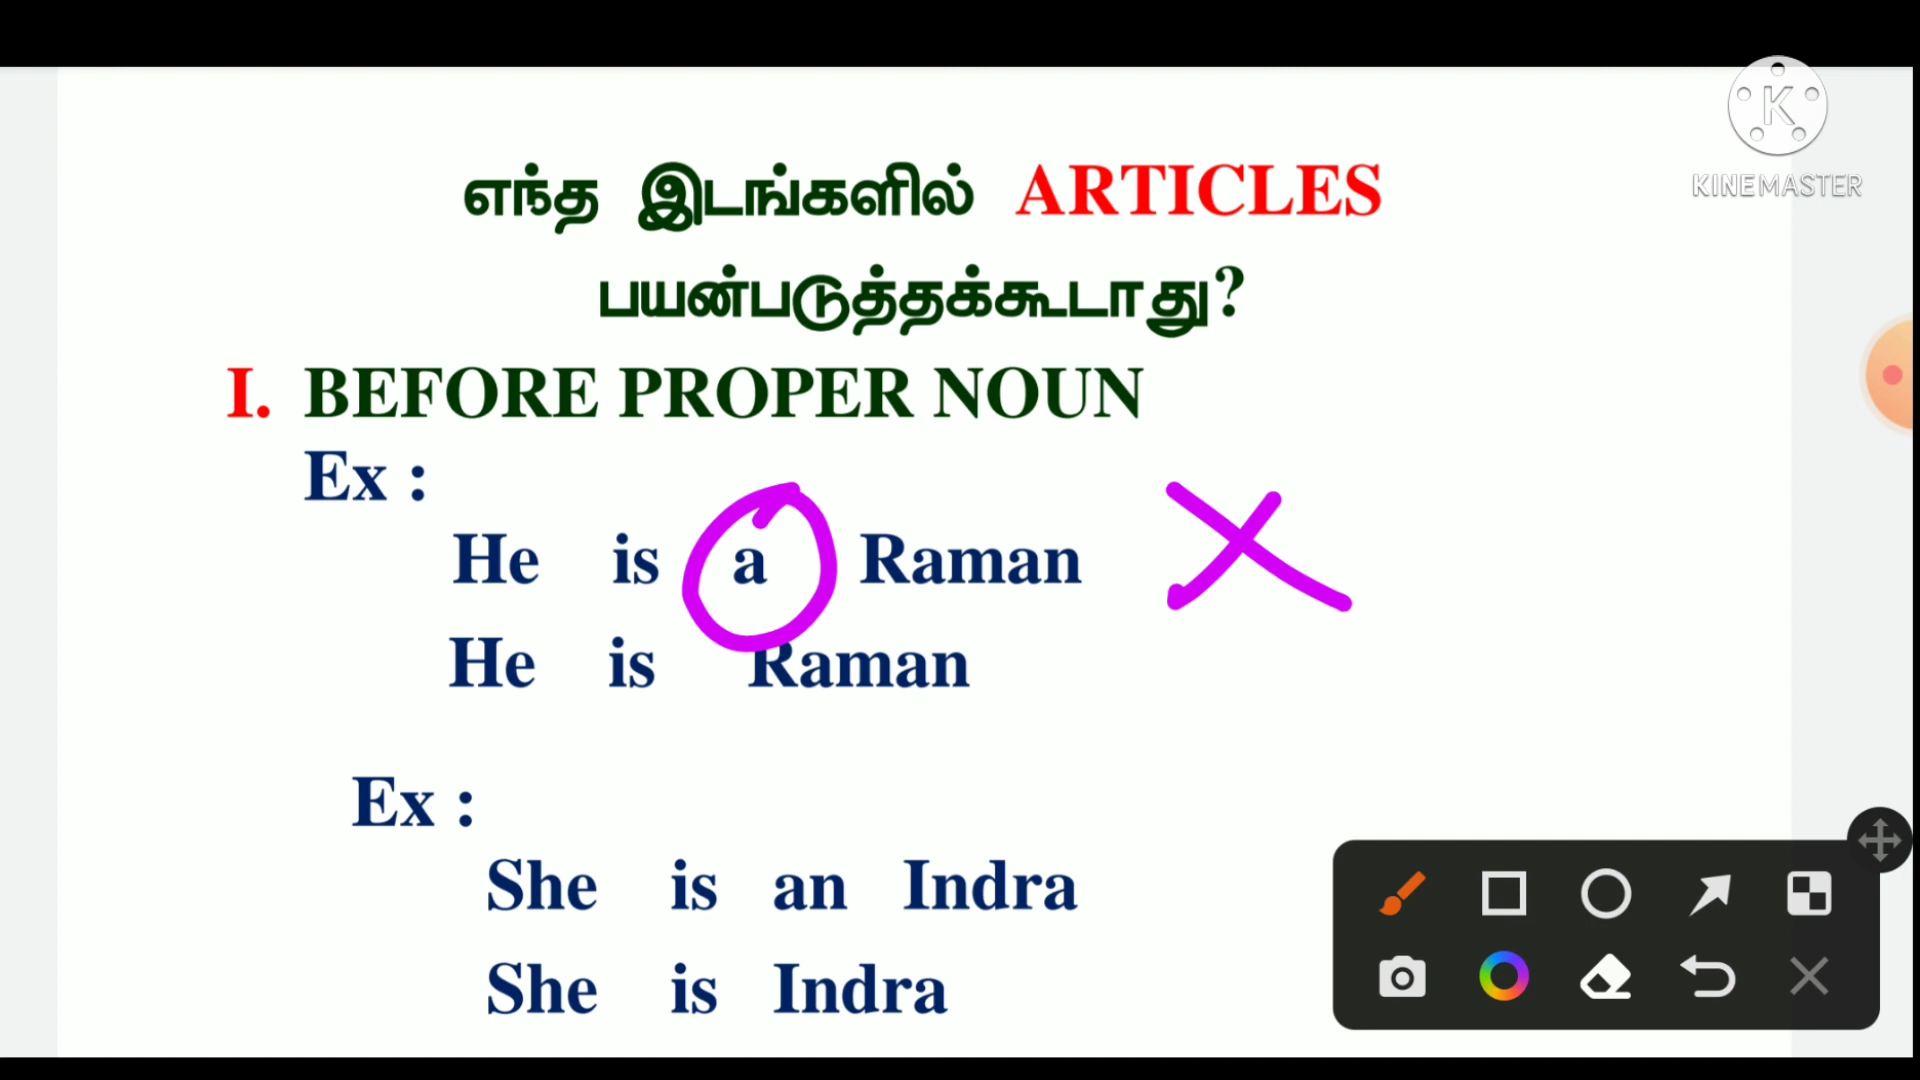 KINEMASTER
எந்த இடங்களில் ARTICLES
பயன்படுத்தக்கூடாது?
I. BEFORE PROPER NOUN
Ex :
He is a Raman
He is Raman
Ex :
She is an Indra
She is Indra